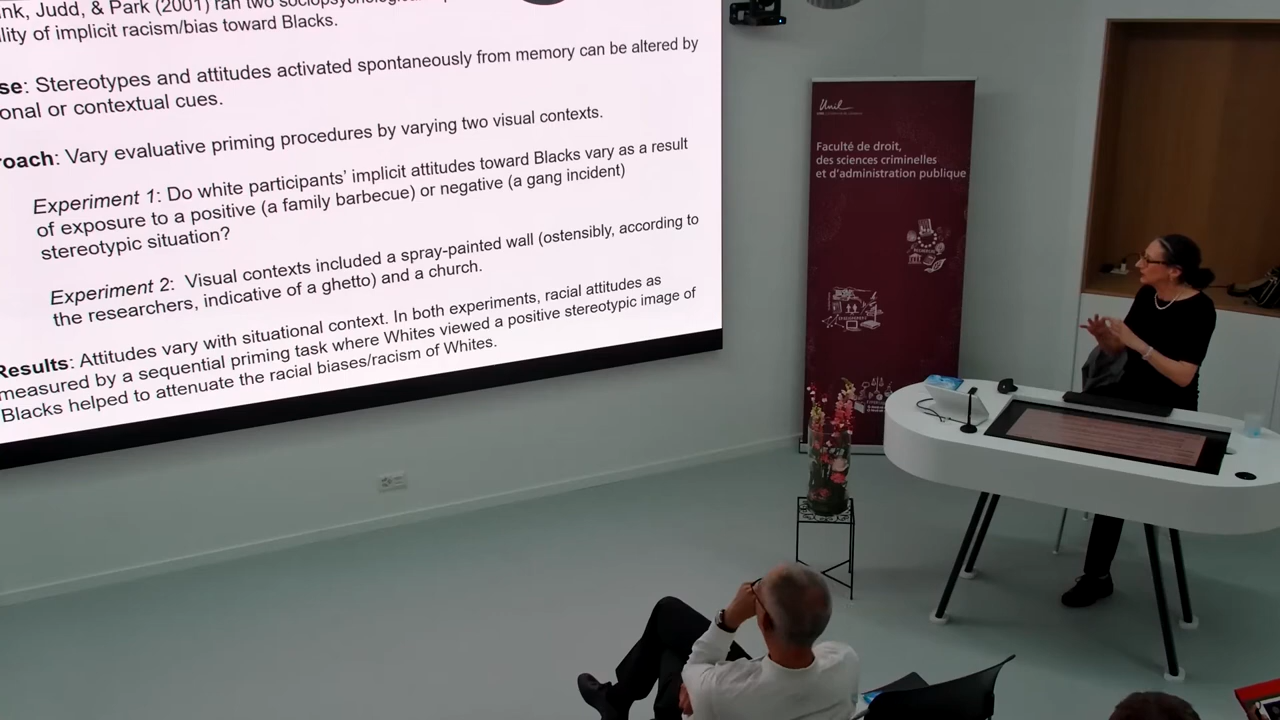 nk, Judd, & Park (2001) ran two
lity of implicit racism/bias toward Blacks.
se: Stereotypes and attitudes activated spontaneously from memory can be altered by
onal or contextual cues.
roach: Vary evaluative priming procedures by varying two visual contexts.
Experiment 1: Do white participants’ implicit attitudes toward Blacks vary as a result
of exposure to a positive (a family barbecue) or negative (a gang incident)
stereotypic situation?
Experiment 2: Visual contexts included a spray-painted wall (ostensibly, according to
the researchers, indicative of a ghetto) and a church.
Results: Attitudes vary with situational context. In both experiments, racial attitudes as
measured by a sequential priming task where Whites viewed a positive stereotypic image of
Blacks helped to attenuate the racial biases/racism of Whites.
Unil
Faculté de droit,
des sciences criminelles
et d’administration publique